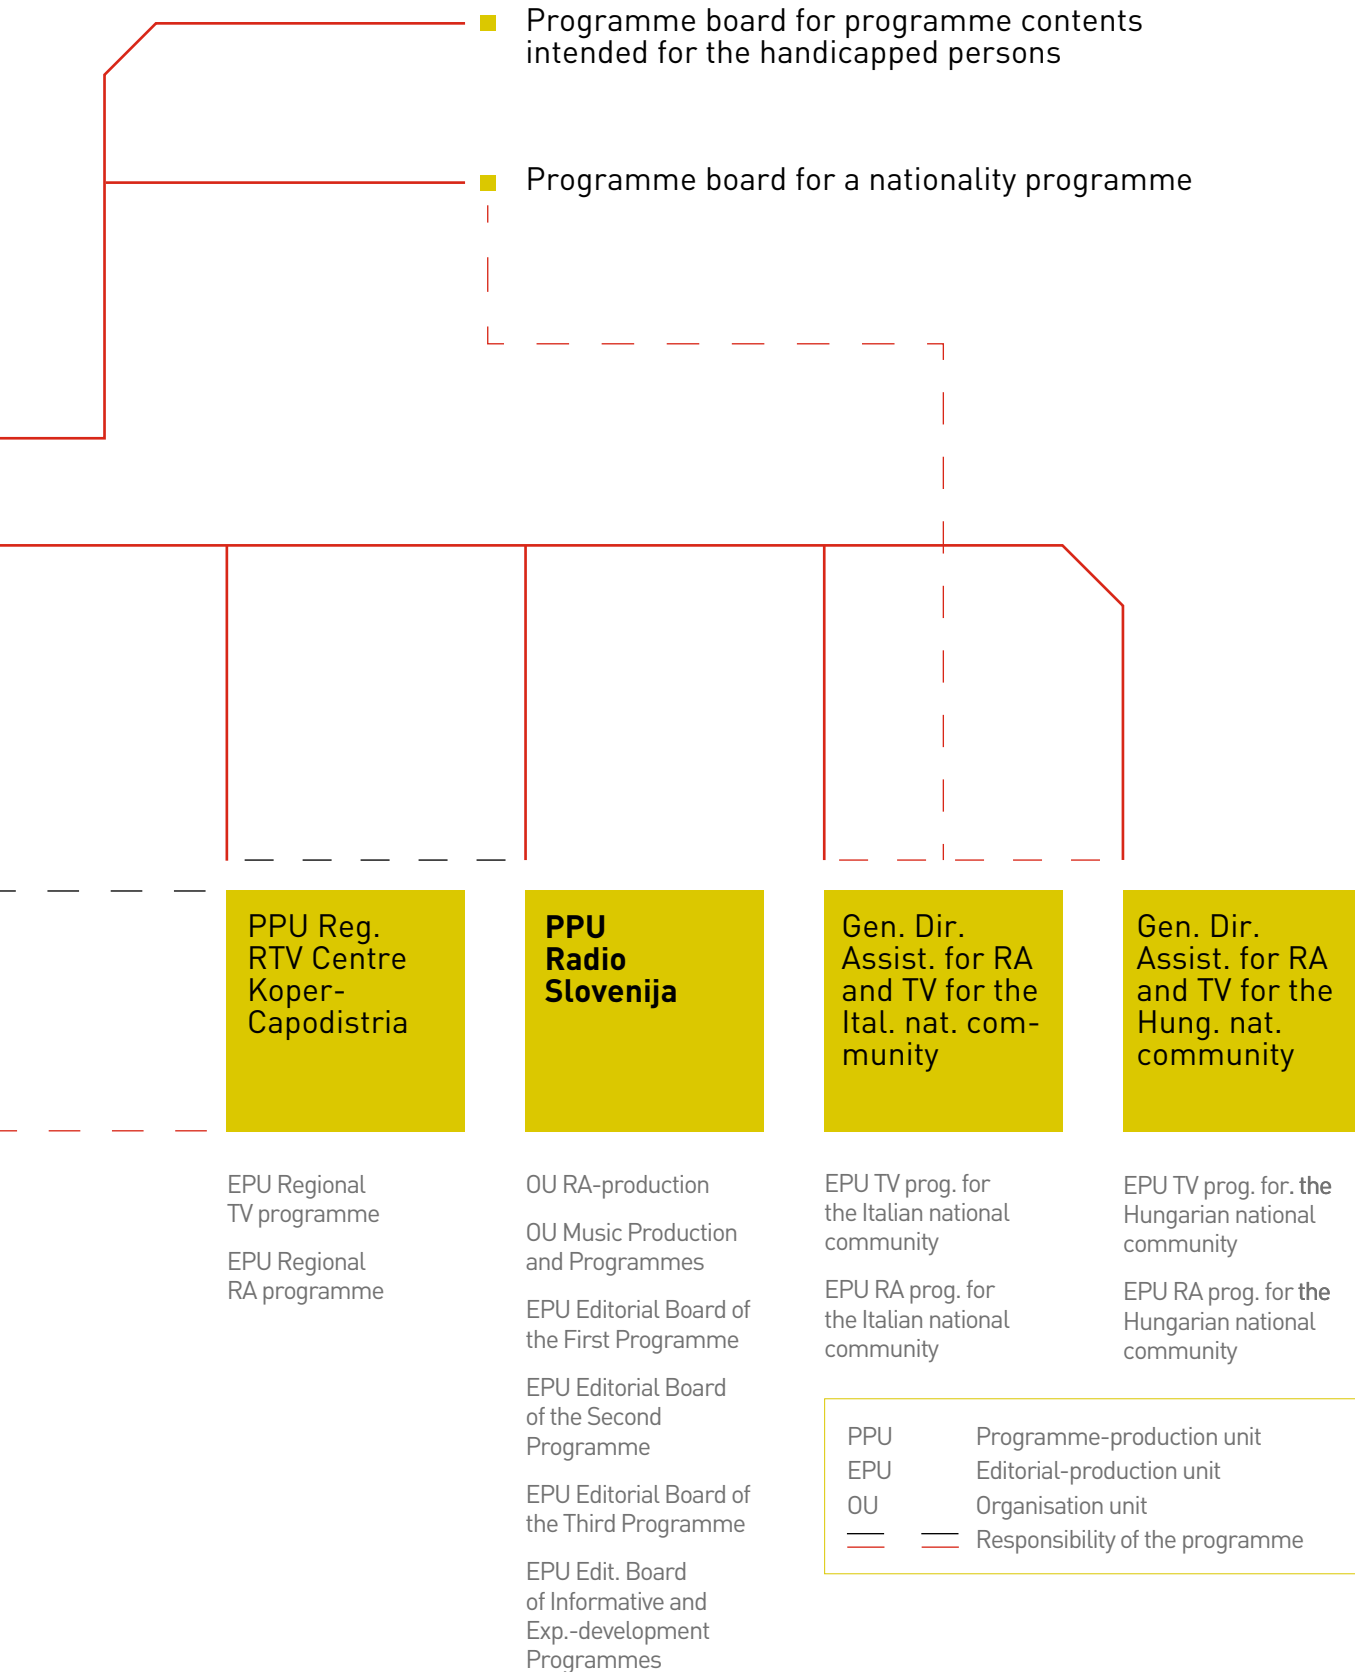 Programme board for programme contents
intended for the handicapped persons
Programme board for a nationality programme
PPU Reg.
RTV Centre
Koper-
Capodistria
PPU
Radio
Slovenija
Gen. Dir.
Assist. for RA
and TV for the
Ital. nat. com-
munity
Gen. Dir.
Assist. for RA
and TV for the
Hung. nat.
community
EPU Regional
TV programme
EPU Regional
RA programme
OU RA-production
OU Music Production
and Programmes
EPU Editorial Board of
the First Programme
EPU Editorial Board
of the Second
Programme
EPU Editorial Board of
the Third Programme
EPU Edit. Board
of Informative and
Exp.-development
Programmes
EPU TV prog. for
the Italian national
community
EPU RA prog. for
the Italian national
community
EPU TV prog. for. the
Hungarian national
community
EPU RA prog. for the
Hungarian national
community
PPU Programme-production unit
EPU Editorial-production unit
OU Organisation unit
Responsibility of the programme